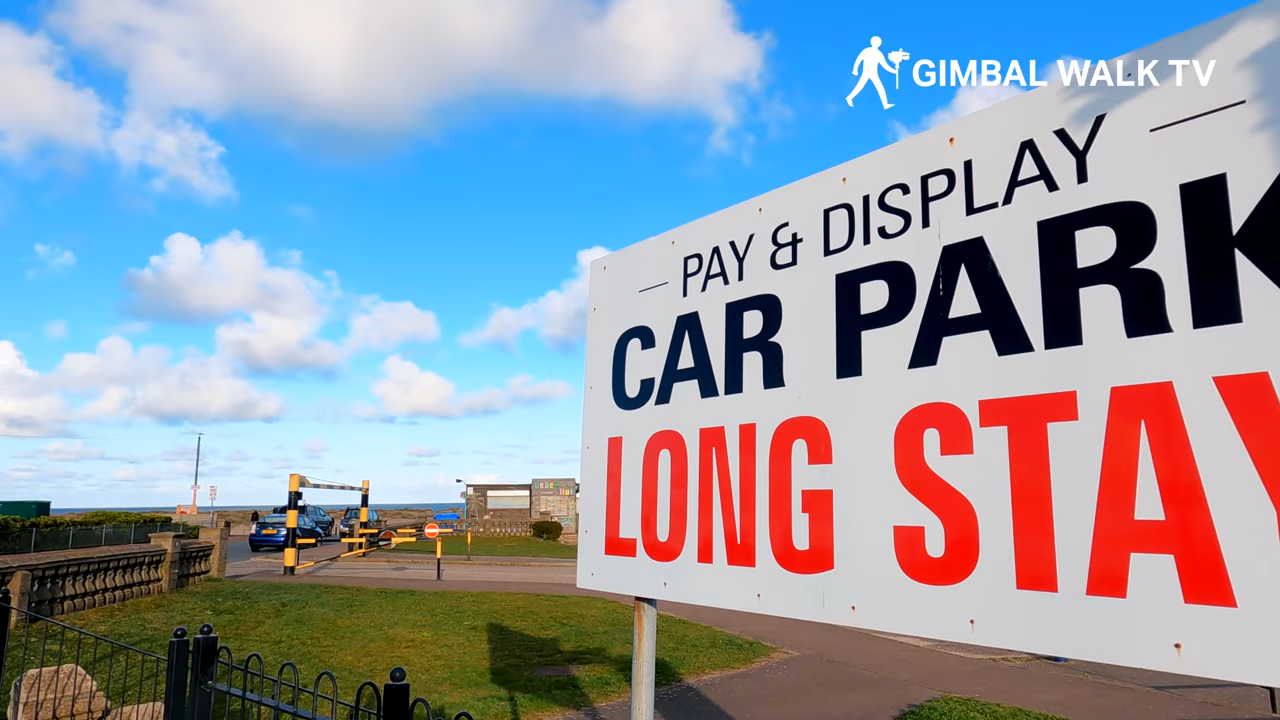 GIMBAL WALK TV
— PAY & DISPLAY —
CAR PARK
LONG STAY